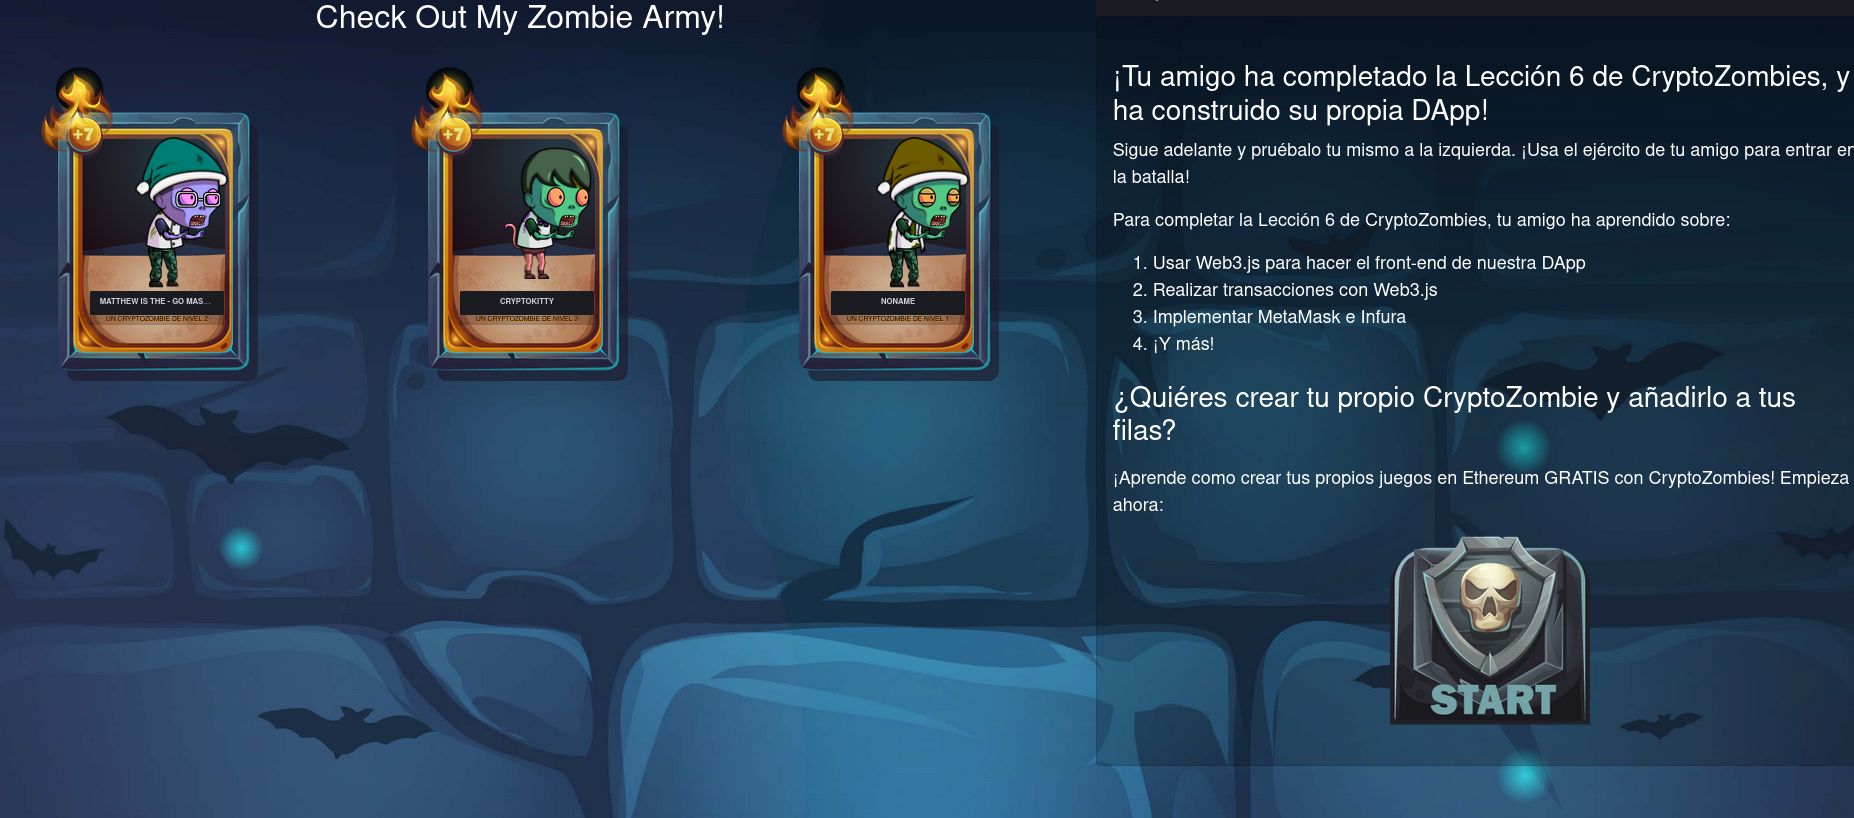 Check Out My Zombie Army!
+7
MATTHEW IS THE - GO MAS...
UN CRYPTOZOMBIE DE NIVEL 2
+7
CRYPTOKITTY
UN CRYPTOZOMBIE DE NIVEL 3
+7
NONAME
UN CRYPTOZOMBIE DE NIVEL 1
¡Tu amigo ha completado la Lección 6 de CryptoZombies, y
ha construido su propia DApp!
Sigue adelante y pruébalo tu mismo a la izquierda. ¡Usa el ejército de tu amigo para entrar en
la batalla!
Para completar la Lección 6 de CryptoZombies, tu amigo ha aprendido sobre:
1. Usar Web3.js para hacer el front-end de nuestra DApp
2. Realizar transacciones con Web3.js
3. Implementar MetaMask e Infura
4. ¡Y más!
¿Quiéres crear tu propio CryptoZombie y añadirlo a tus
filas?
¡Aprende como crear tus propios juegos en Ethereum GRATIS con CryptoZombies! Empieza
ahora:
START